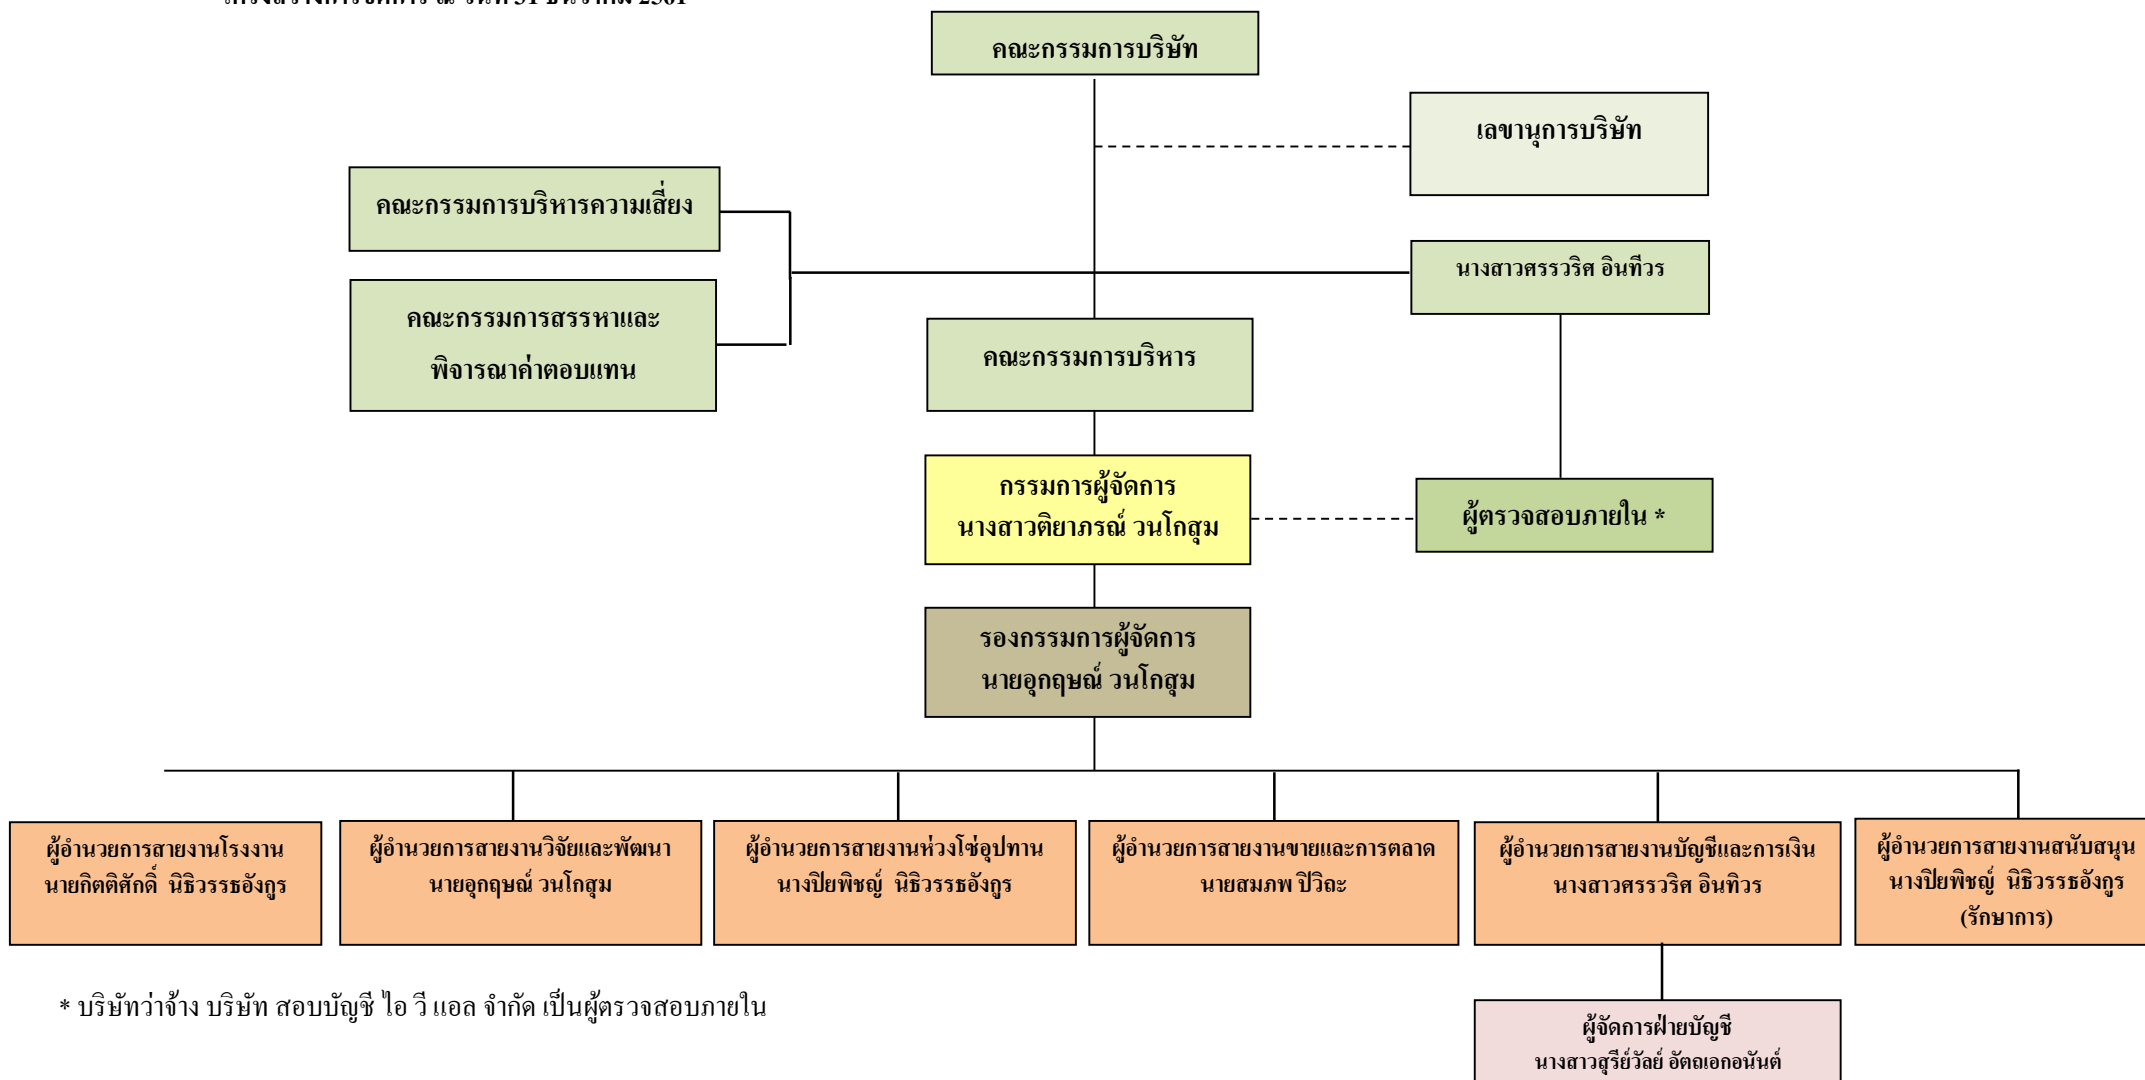 คณะกรรมการบริษัท
เลขานุการบริษัท
คณะกรรมการบริหารความเสี่ยง
นางสาวศรรวริศ อินทีวร
คณะกรรมการสรรหาและ
พิจารณาค่าตอบแทน
คณะกรรมการบริหาร
กรรมการผู้จัดการ
นางสาวติยาภรณ์ วนโกสุม
ผู้ตรวจสอบภายใน *
รองกรรมการผู้จัดการ
นายอุกฤษณ์ วนโกสุม
ผู้อำนวยการสายงานโรงงาน
นายกิตติศักดิ์ นิธิวรรธอังกูร
ผู้อำนวยการสายงานวิจัยและพัฒนา
นายอุกฤษณ์ วนโกสุม
ผู้อำนวยการสายงานห่วงโซ่อุปทาน
นางปิยพิชญ์ นิธิวรรธอังกูร
ผู้อำนวยการสายงานขายและการตลาด
นายสมภพ ปิวิถะ
ผู้อำนวยการสายงานบัญชีและการเงิน
นางสาวศรรวริศ อินทิวร
ผู้อำนวยการสายงานสนับสนุน
นางปิยพิชญ์ นิธิวรรธอังกูร
(รักษาการ)
* บริษัทว่าจ้าง บริษัท สอบบัญชี ไอ วี แอล จำกัด เป็นผู้ตรวจสอบภายใน
ผู้จัดการฝ่ายบัญชี
นางสาวสุรีย์วัลย์ อัตถเอกอนันต์